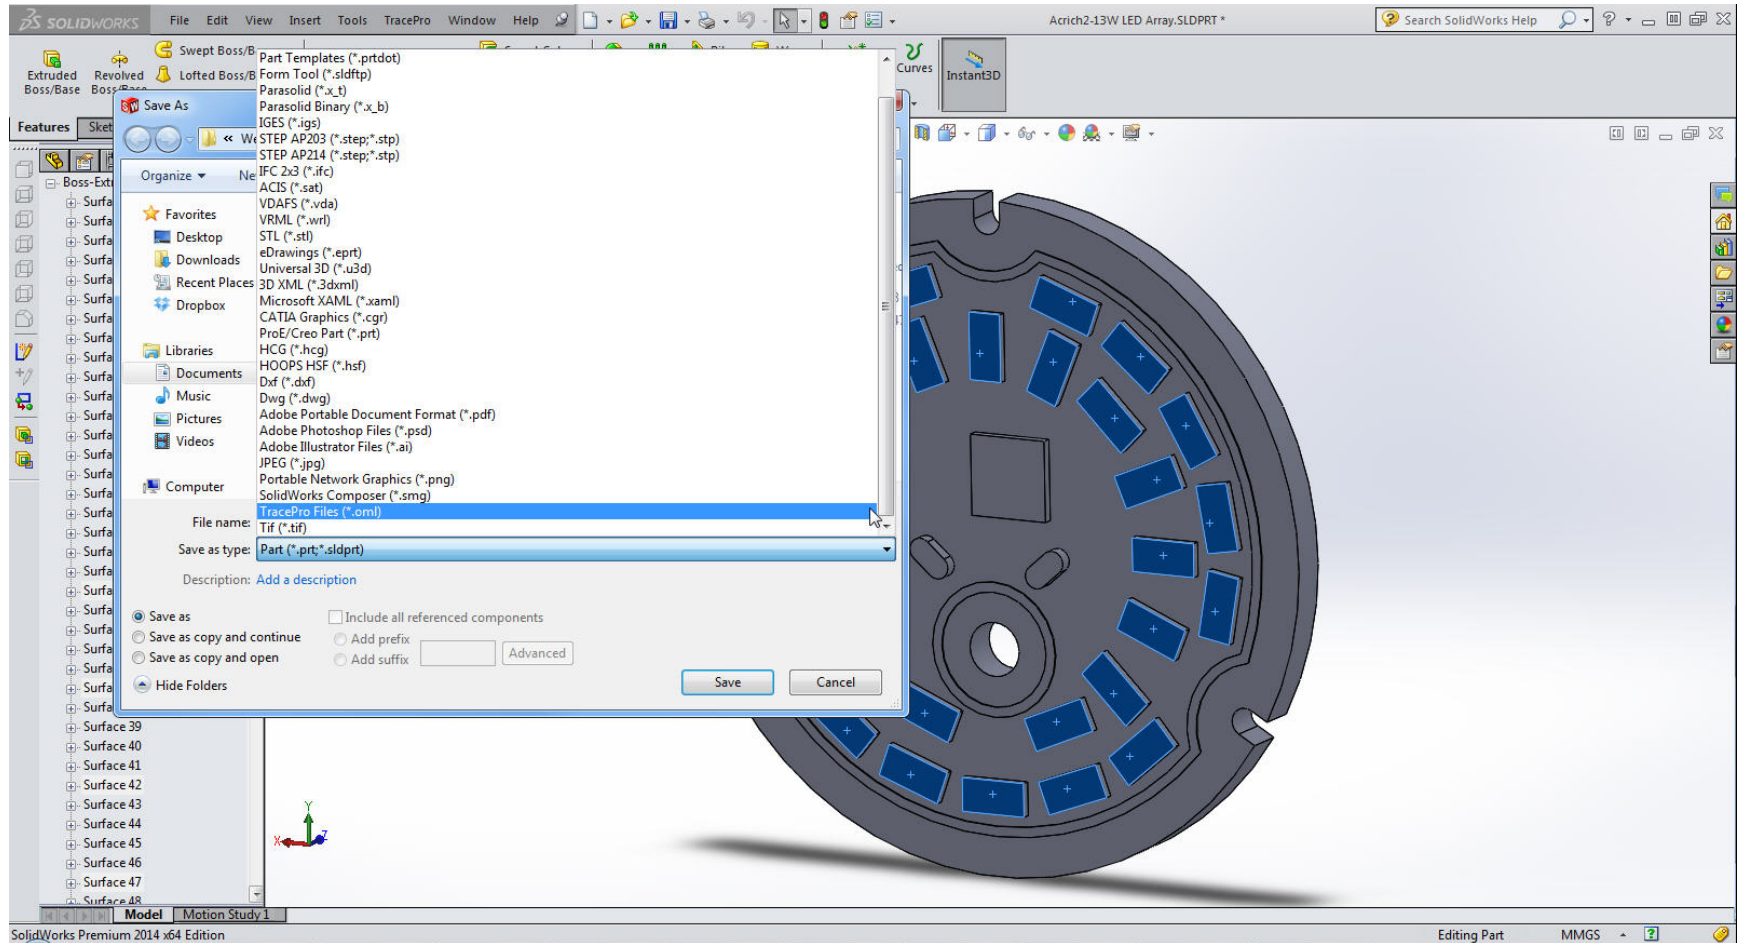 SOLIDWORKS File Edit View Insert Tools TracePro Window Help Acrich2-13W LED Array.SLDPRT * Search SolidWorks Help
Extruded Boss/Base
Revolved
Swept Boss/B
Lofted Boss/B
Curves
Instant3D
Features
Save As
Organize
Favorites
Desktop
Downloads
Recent Places
Dropbox
Libraries
Documents
Music
Pictures
Videos
Computer
Part Templates (*.prtdot)
Form Tool (*.sldftp)
Parasolid (*.x_t)
Parasolid Binary (*.x_b)
IGES (*.igs)
STEP AP203 (*.step;*.stp)
STEP AP214 (*.step;*.stp)
IFC 2x3 (*.ifc)
ACIS (*.sat)
VDAFS (*.vda)
VRML (*.wrl)
STL (*.stl)
eDrawings (*.eprt)
Universal 3D (*.u3d)
3D XML (*.3dxml)
Microsoft XAML (*.xaml)
CATIA Graphics (*.cgr)
ProE/Creo Part (*.prt)
HCG (*.hcg)
HOOPS HSF (*.hsf)
Dxf (*.dxf)
Dwg (*.dwg)
Adobe Portable Document Format (*.pdf)
Adobe Photoshop Files (*.psd)
Adobe Illustrator Files (*.ai)
JPEG (*.jpg)
Portable Network Graphics (*.png)
SolidWorks Composer (*.smg)
TracePro Files (*.oml)
Tif (*.tif)
File name:
Save as type: Part (*.prt;*.sldprt)
Description: Add a description
Save as
Save as copy and continue
Save as copy and open
Include all referenced components
Add prefix
Add suffix
Advanced
Hide Folders
Save
Cancel
Surface 39
Surface 40
Surface 41
Surface 42
Surface 43
Surface 44
Surface 45
Surface 46
Surface 47
Surface 48
Y
X
Z
Model Motion Study 1
SolidWorks Premium 2014 x64 Edition Editing Part MMGS